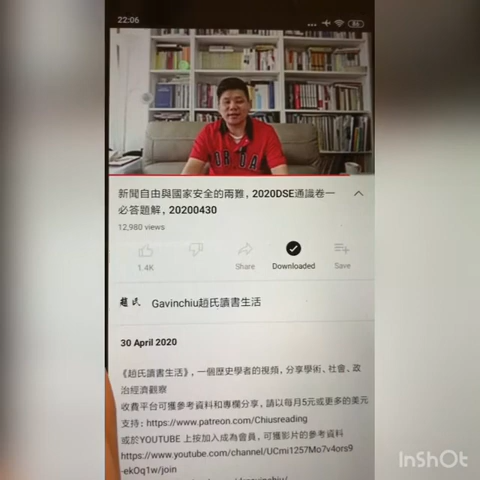 22:06
86
JORDAN
新聞自由與國家安全的兩難，2020DSE通識卷一
必答題解，20200430
12,980 views
1.4K
Share
Downloaded
Save
趙氏
Gavinchiu趙氏讀書生活
30 April 2020
《趙氏讀書生活》，一個歷史學者的視頻，分享學術、社會、政
治經濟觀察
收費平台可獲參考資料和專欄分享，請以每月5元或更多的美元
支持：https://www.patreon.com/Chiusreading
或於YOUTUBE 上按加入成為會員，可獲影片的參考資料
https://www.youtube.com/channel/UCmi1257Mo7v4ors9
-ekOq1w/join
InShOt